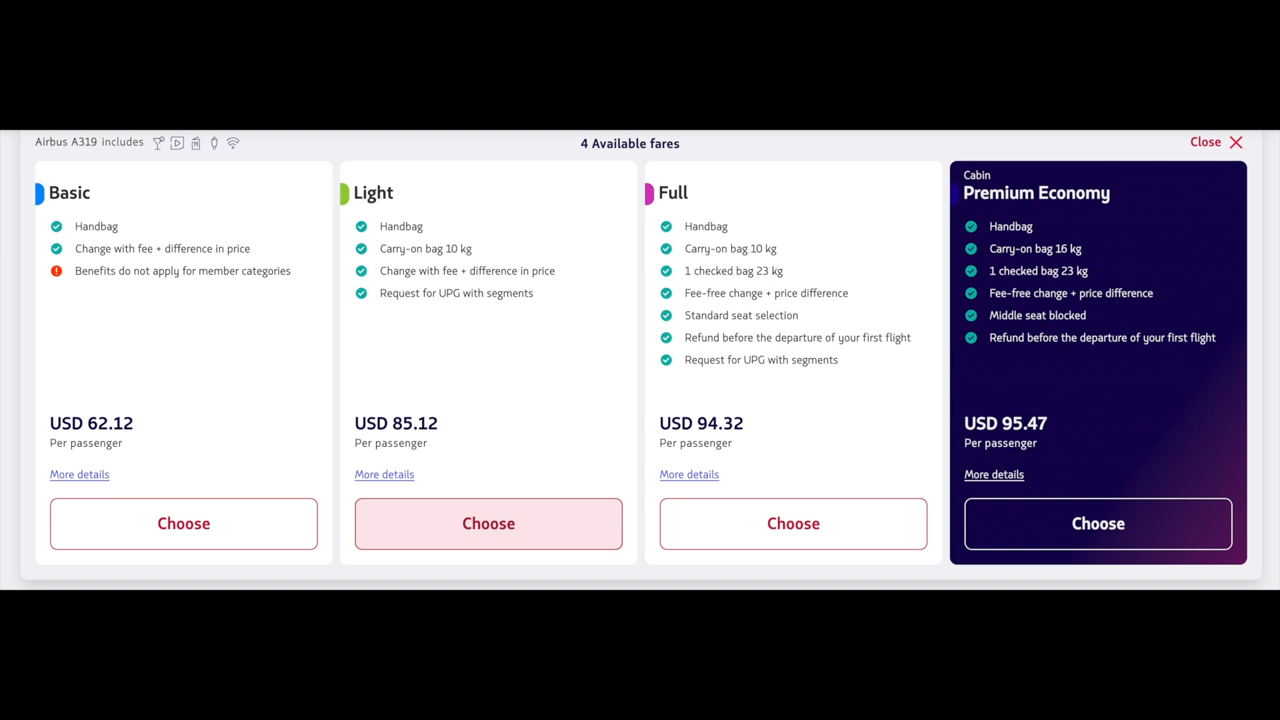 Airbus A319 includes
4 Available fares
Close
Basic
Handbag
Change with fee + difference in price
Benefits do not apply for member categories
USD 62.12
Per passenger
More details
Choose
Light
Handbag
Carry-on bag 10 kg
Change with fee + difference in price
Request for UPG with segments
USD 85.12
Per passenger
More details
Choose
Full
Handbag
Carry-on bag 10 kg
1 checked bag 23 kg
Fee-free change + price difference
Standard seat selection
Refund before the departure of your first flight
Request for UPG with segments
USD 94.32
Per passenger
More details
Choose
Cabin
Premium Economy
Handbag
Carry-on bag 16 kg
1 checked bag 23 kg
Fee-free change + price difference
Middle seat blocked
Refund before the departure of your first flight
USD 95.47
Per passenger
More details
Choose